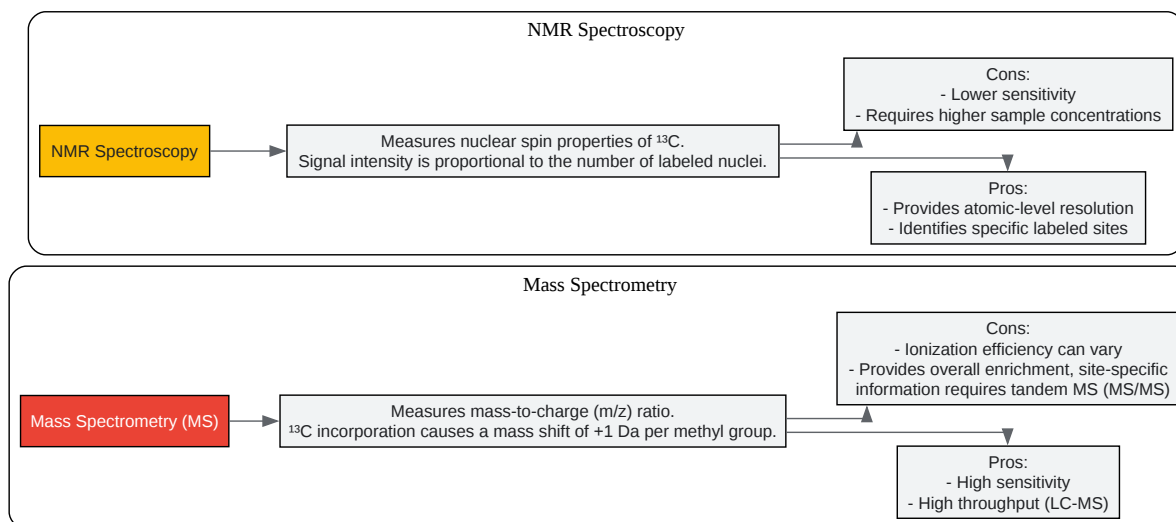 NMR Spectroscopy
NMR Spectroscopy
Measures nuclear spin properties of ¹³C.
Signal intensity is proportional to the number of labeled nuclei.
Cons:
- Lower sensitivity
- Requires higher sample concentrations
Pros:
- Provides atomic-level resolution
- Identifies specific labeled sites
Mass Spectrometry
Mass Spectrometry (MS)
Measures mass-to-charge (m/z) ratio.
¹³C incorporation causes a mass shift of +1 Da per methyl group.
Cons:
- Ionization efficiency can vary
- Provides overall enrichment, site-specific
information requires tandem MS (MS/MS)
Pros:
- High sensitivity
- High throughput (LC-MS)